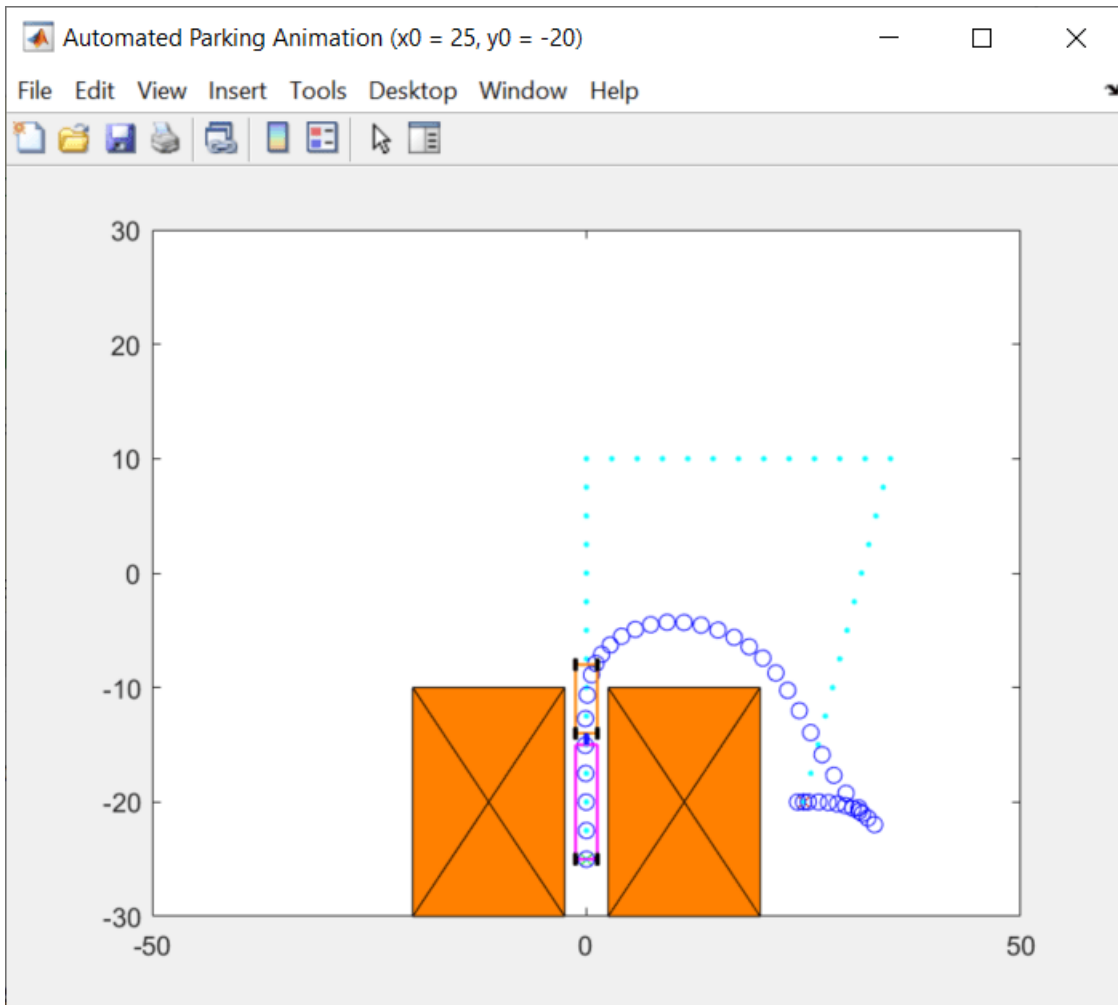 Automated Parking Animation (x0 = 25, y0 = -20)
File Edit View Insert Tools Desktop Window Help
30
20
10
0
-10
-20
-30
-50 0 50